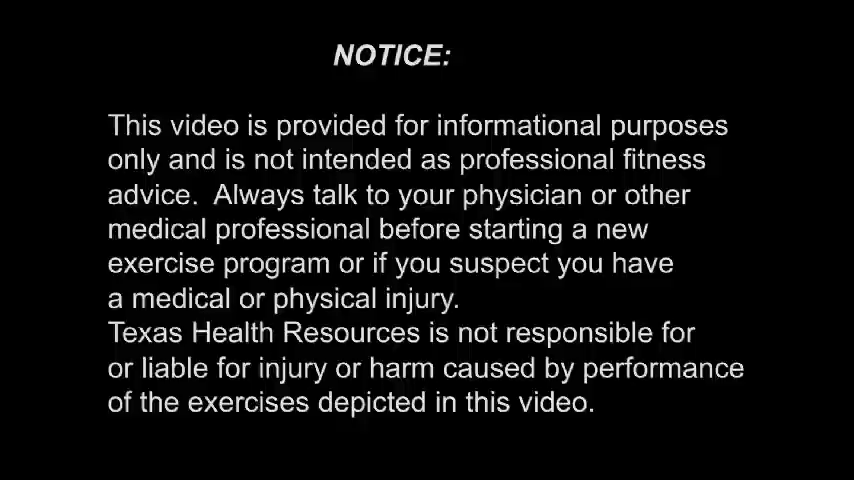 NOTICE:
This video is provided for informational purposes
only and is not intended as professional fitness
advice.  Always talk to your physician or other
medical professional before starting a new
exercise program or if you suspect you have
a medical or physical injury.
Texas Health Resources is not responsible for
or liable for injury or harm caused by performance
of the exercises depicted in this video.